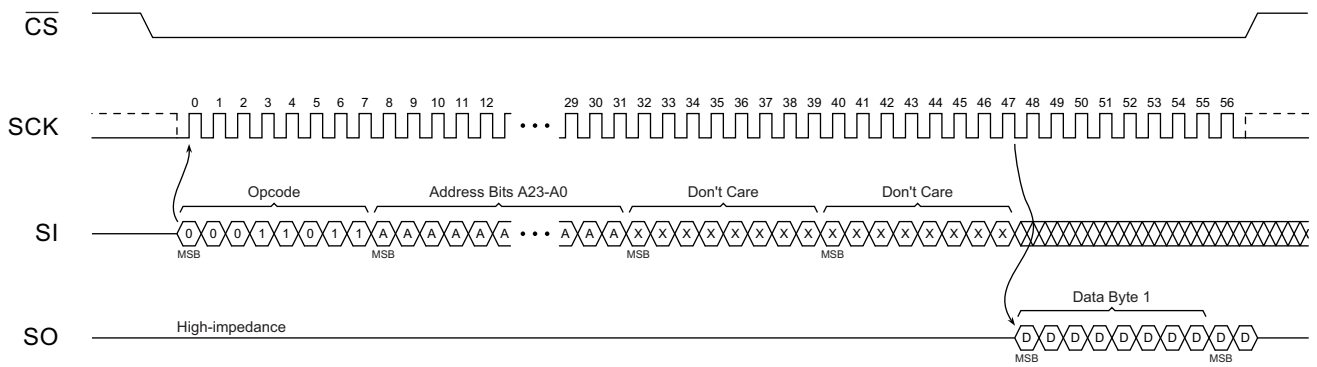 CS
0 1 2 3 4 5 6 7 8 9 10 11 12 29 30 31 32 33 34 35 36 37 38 39 40 41 42 43 44 45 46 47 48 49 50 51 52 53 54 55 56
SCK •••
Opcode Address Bits A23-A0 Don't Care Don't Care
SI 0 0 0 1 1 0 1 1 A A A A A A ••• A A A X X X X X X X X X X X X X X X X
MSB MSB MSB MSB
Data Byte 1
High-impedance
SO D D D D D D D D D D
MSB MSB